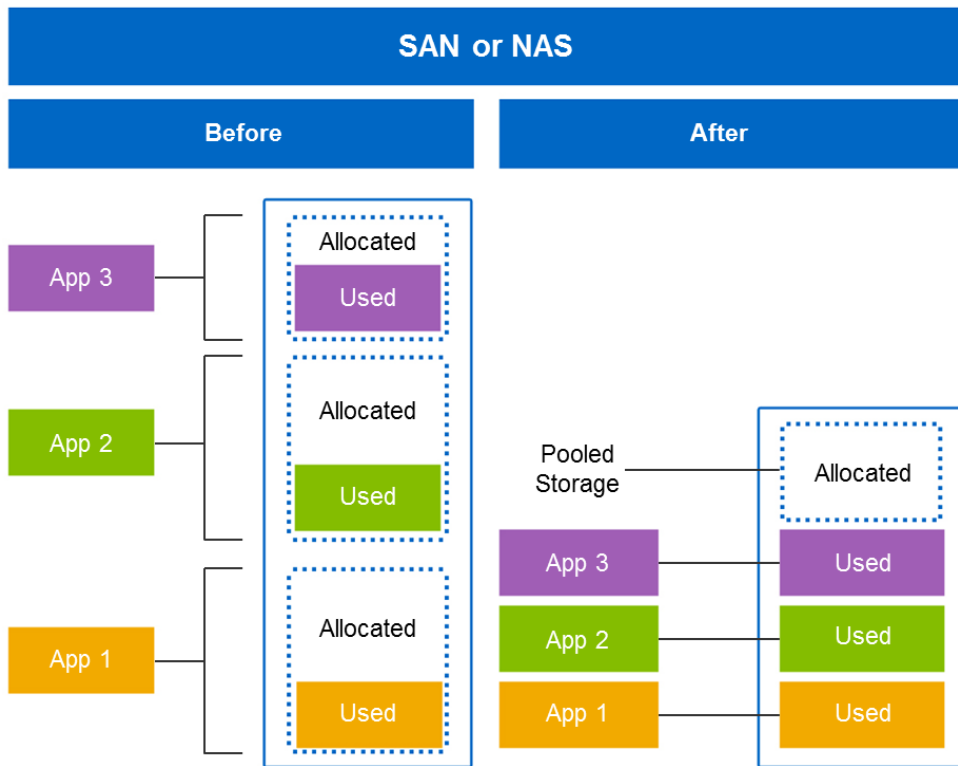 SAN or NAS
Before
After
App 3
Allocated
Used
App 2
Allocated
Used
App 1
Allocated
Used
Pooled
Storage
Allocated
App 3
Used
App 2
Used
App 1
Used